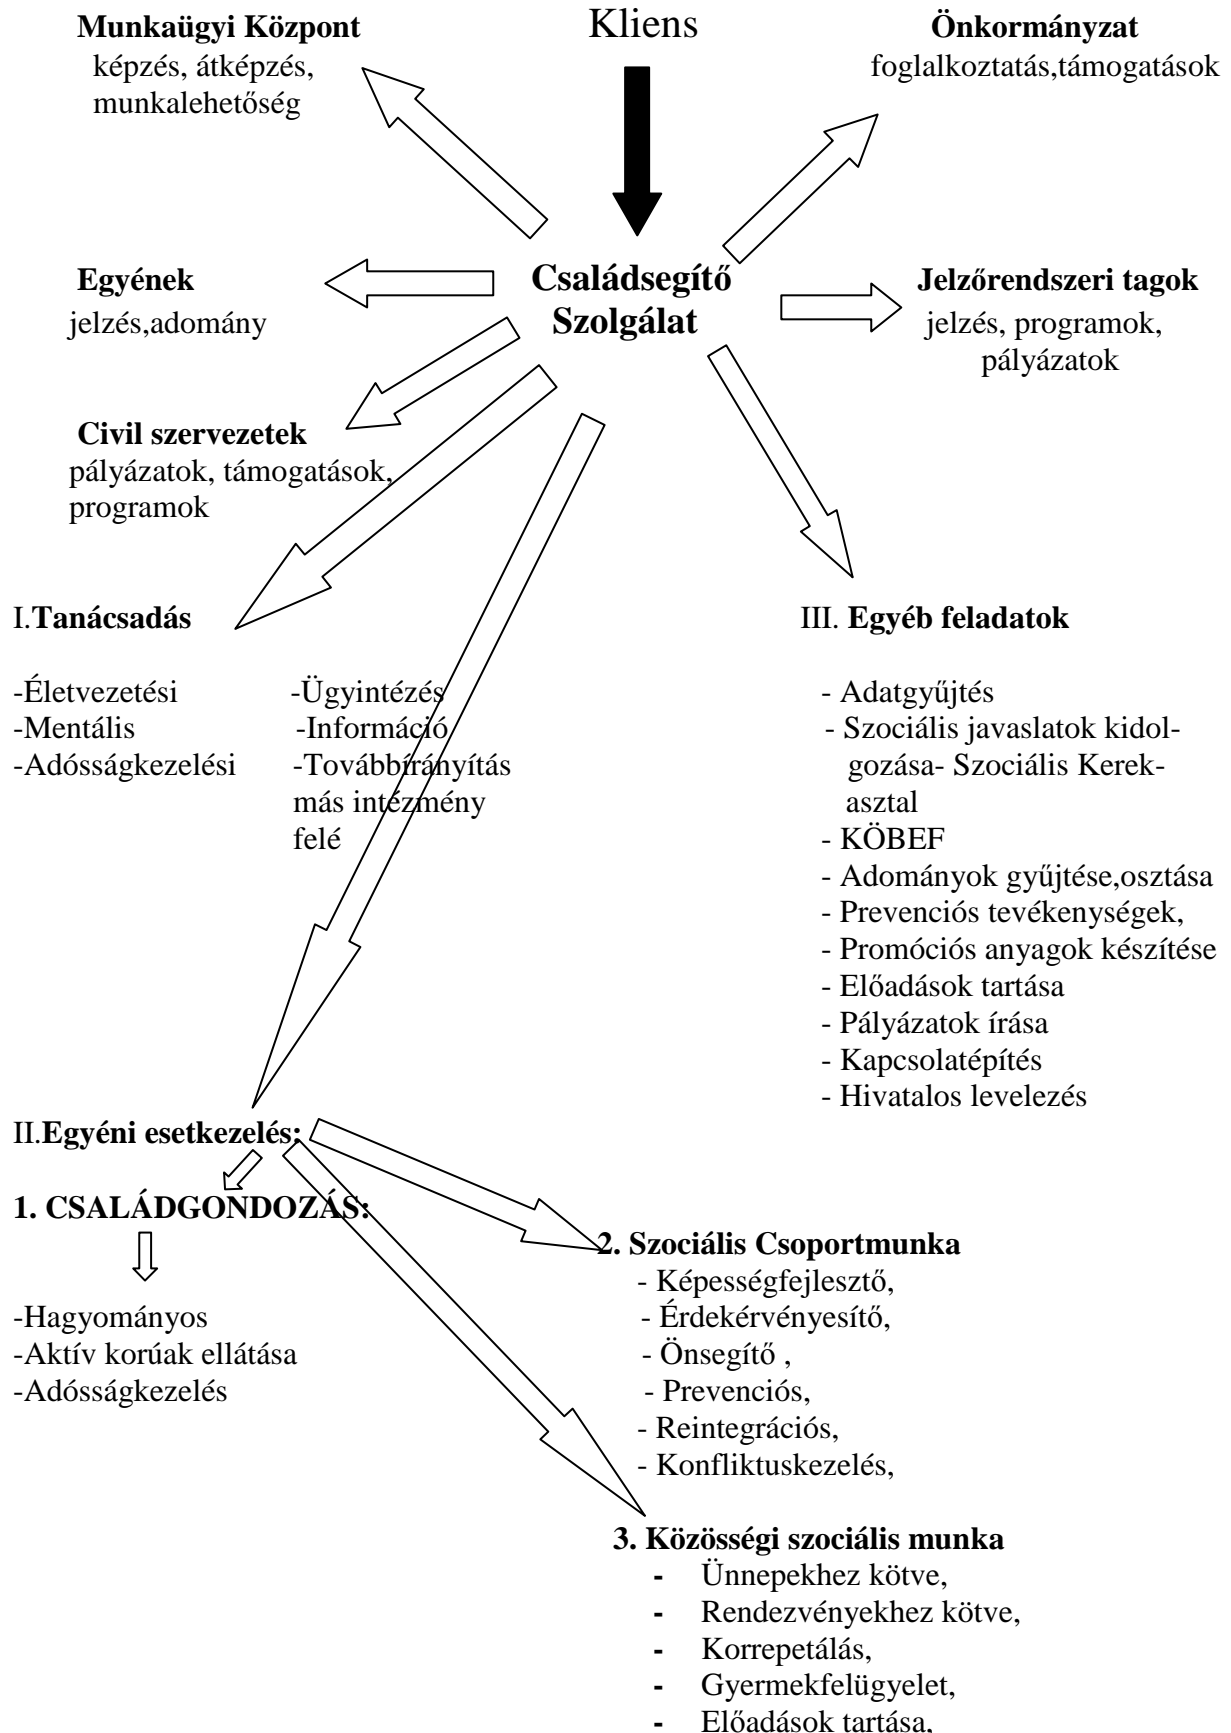 Munkaügyi Központ
képzés, átképzés,
munkalehetőség
Kliens
Önkormányzat
foglalkoztatás,támogatások
Egyének
jelzés,adomány
Családsegítő
Szolgálat
Jelzőrendszeri tagok
jelzés, programok,
pályázatok
Civil szervezetek
pályázatok, támogatások,
programok
I.Tanácsadás
-Életvezetési
-Mentális
-Adósságkezelési
-Ügyintézés
-Információ
-Továbbírányítás
más intézmény
felé
III. Egyéb feladatok
- Adatgyűjtés
- Szociális javaslatok kidol-
gozása- Szociális Kerek-
asztal
- KÖBEF
- Adományok gyűjtése,osztása
- Prevenciós tevékenységek,
- Promóciós anyagok készítése
- Előadások tartása
- Pályázatok írása
- Kapcsolatépítés
- Hivatalos levelezés
II.Egyéni esetkezelés:
1. CSALÁDGONDOZÁS:
-Hagyományos
-Aktív korúak ellátása
-Adósságkezelés
2. Szociális Csoportmunka
- Képességfejlesztő,
- Érdekérvényesítő,
- Önsegítő ,
- Prevenciós,
- Reintegrációs,
- Konfliktuskezelés,
3. Közösségi szociális munka
- Ünnepekhez kötve,
- Rendezvényekhez kötve,
- Korrepetálás,
- Gyermekfelügyelet,
- Előadások tartása,